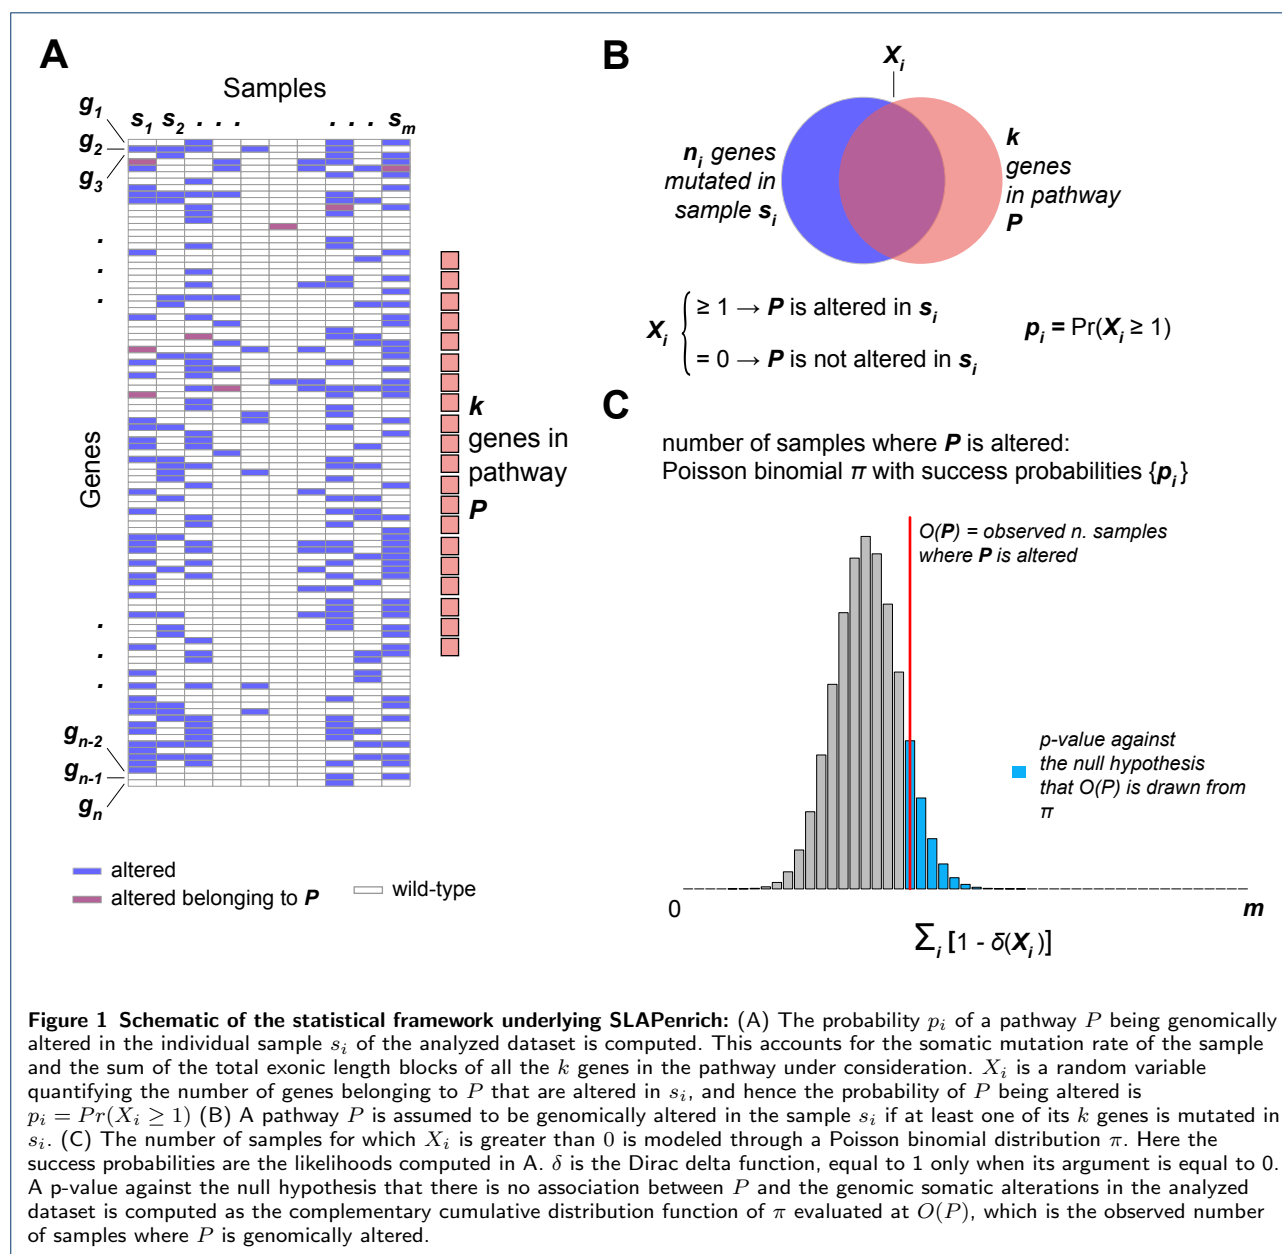 A
Samples
g1
s1 s2 . . . . . . sm
g2
g3
.
.
.
Genes
.
.
.
gn-2
gn-1
gn
k
genes in
pathway
P
altered
altered belonging to P
wild-type
B
Xi
ni genes
mutated in
sample si
k
genes
in pathway
P
Xi
≥ 1 → P is altered in si
= 0 → P is not altered in si
pi = Pr(Xi ≥ 1)
C
number of samples where P is altered:
Poisson binomial π with success probabilities {pi}
O(P) = observed n. samples
where P is altered
p-value against
the null hypothesis
that O(P) is drawn from
π
0
m
∑i [1 - δ(Xi)]
Figure 1 Schematic of the statistical framework underlying SLAPenrich: (A) The probability pi of a pathway P being genomically
altered in the individual sample si of the analyzed dataset is computed. This accounts for the somatic mutation rate of the sample
and the sum of the total exonic length blocks of all the k genes in the pathway under consideration. Xi is a random variable
quantifying the number of genes belonging to P that are altered in si, and hence the probability of P being altered is
pi = Pr(Xi ≥ 1) (B) A pathway P is assumed to be genomically altered in the sample si if at least one of its k genes is mutated in
si. (C) The number of samples for which Xi is greater than 0 is modeled through a Poisson binomial distribution π. Here the
success probabilities are the likelihoods computed in A. δ is the Dirac delta function, equal to 1 only when its argument is equal to 0.
A p-value against the null hypothesis that there is no association between P and the genomic somatic alterations in the analyzed
dataset is computed as the complementary cumulative distribution function of π evaluated at O(P), which is the observed number
of samples where P is genomically altered.